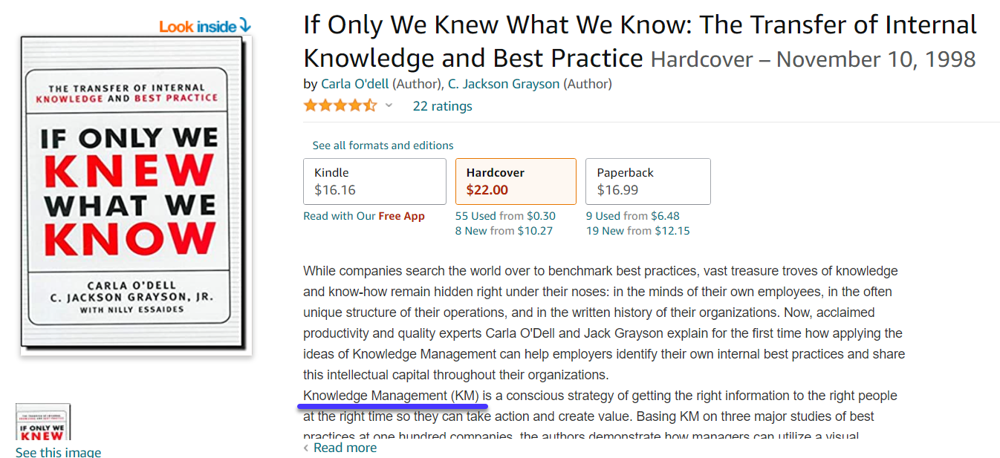 Look inside
THE TRANSFER OF INTERNAL
KNOWLEDGE AND BEST PRACTICE
IF ONLY WE
KNEW
WHAT WE
KNOW
CARLA O'DELL
C. JACKSON GRAYSON, JR.
WITH NILLY ESSAIDES
THE TRANSFER OF INTERNAL
KNOWLEDGE AND BEST PRACTICE
IF ONLY WE
KNEW
See this image
If Only We Knew What We Know: The Transfer of Internal
Knowledge and Best Practice Hardcover – November 10, 1998
by Carla O'dell (Author), C. Jackson Grayson (Author)
22 ratings
See all formats and editions
Kindle
$16.16
Read with Our Free App
Hardcover
$22.00
55 Used from $0.30
8 New from $10.27
Paperback
$16.99
9 Used from $6.48
19 New from $12.15
While companies search the world over to benchmark best practices, vast treasure troves of knowledge
and know-how remain hidden right under their noses: in the minds of their own employees, in the often
unique structure of their operations, and in the written history of their organizations. Now, acclaimed
productivity and quality experts Carla O'Dell and Jack Grayson explain for the first time how applying the
ideas of Knowledge Management can help employers identify their own internal best practices and share
this intellectual capital throughout their organizations.
Knowledge Management (KM) is a conscious strategy of getting the right information to the right people
at the right time so they can take action and create value. Basing KM on three major studies of best
practices at one hundred companies, the authors demonstrate how managers can utilize a visual
Read more